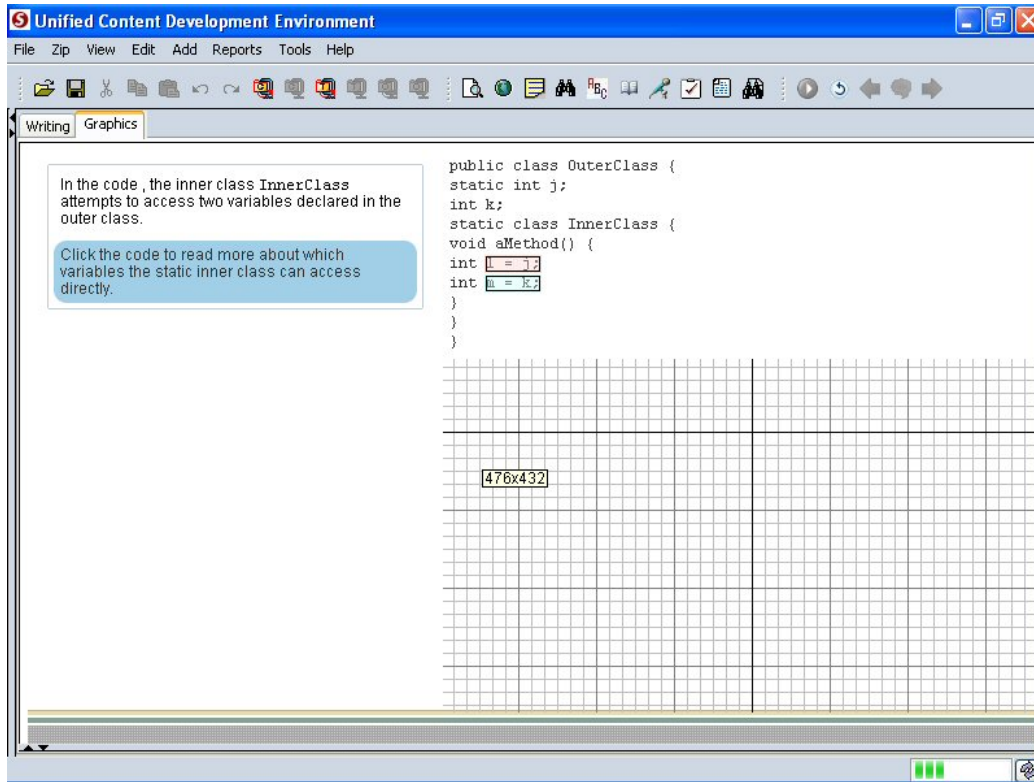 Unified Content Development Environment
File Zip View Edit Add Reports Tools Help
Writing Graphics
In the code , the inner class InnerClass
attempts to access two variables declared in the
outer class.
Click the code to read more about which
variables the static inner class can access
directly.
public class OuterClass {
static int j;
int k;
static class InnerClass {
void aMethod() {
int l = j;
int m = k;
}
}
}
476x432